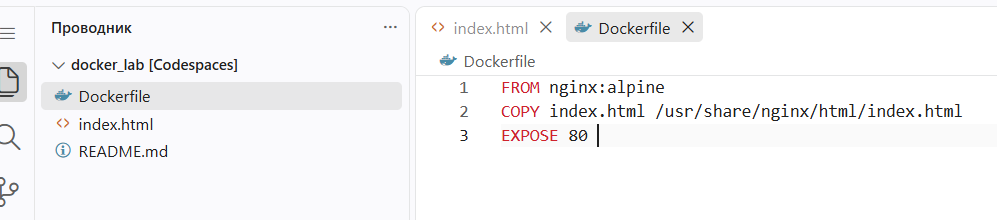 Проводник
docker_lab [Codespaces]
Dockerfile
index.html
README.md
index.html
Dockerfile
Dockerfile
1 FROM nginx:alpine
2 COPY index.html /usr/share/nginx/html/index.html
3 EXPOSE 80